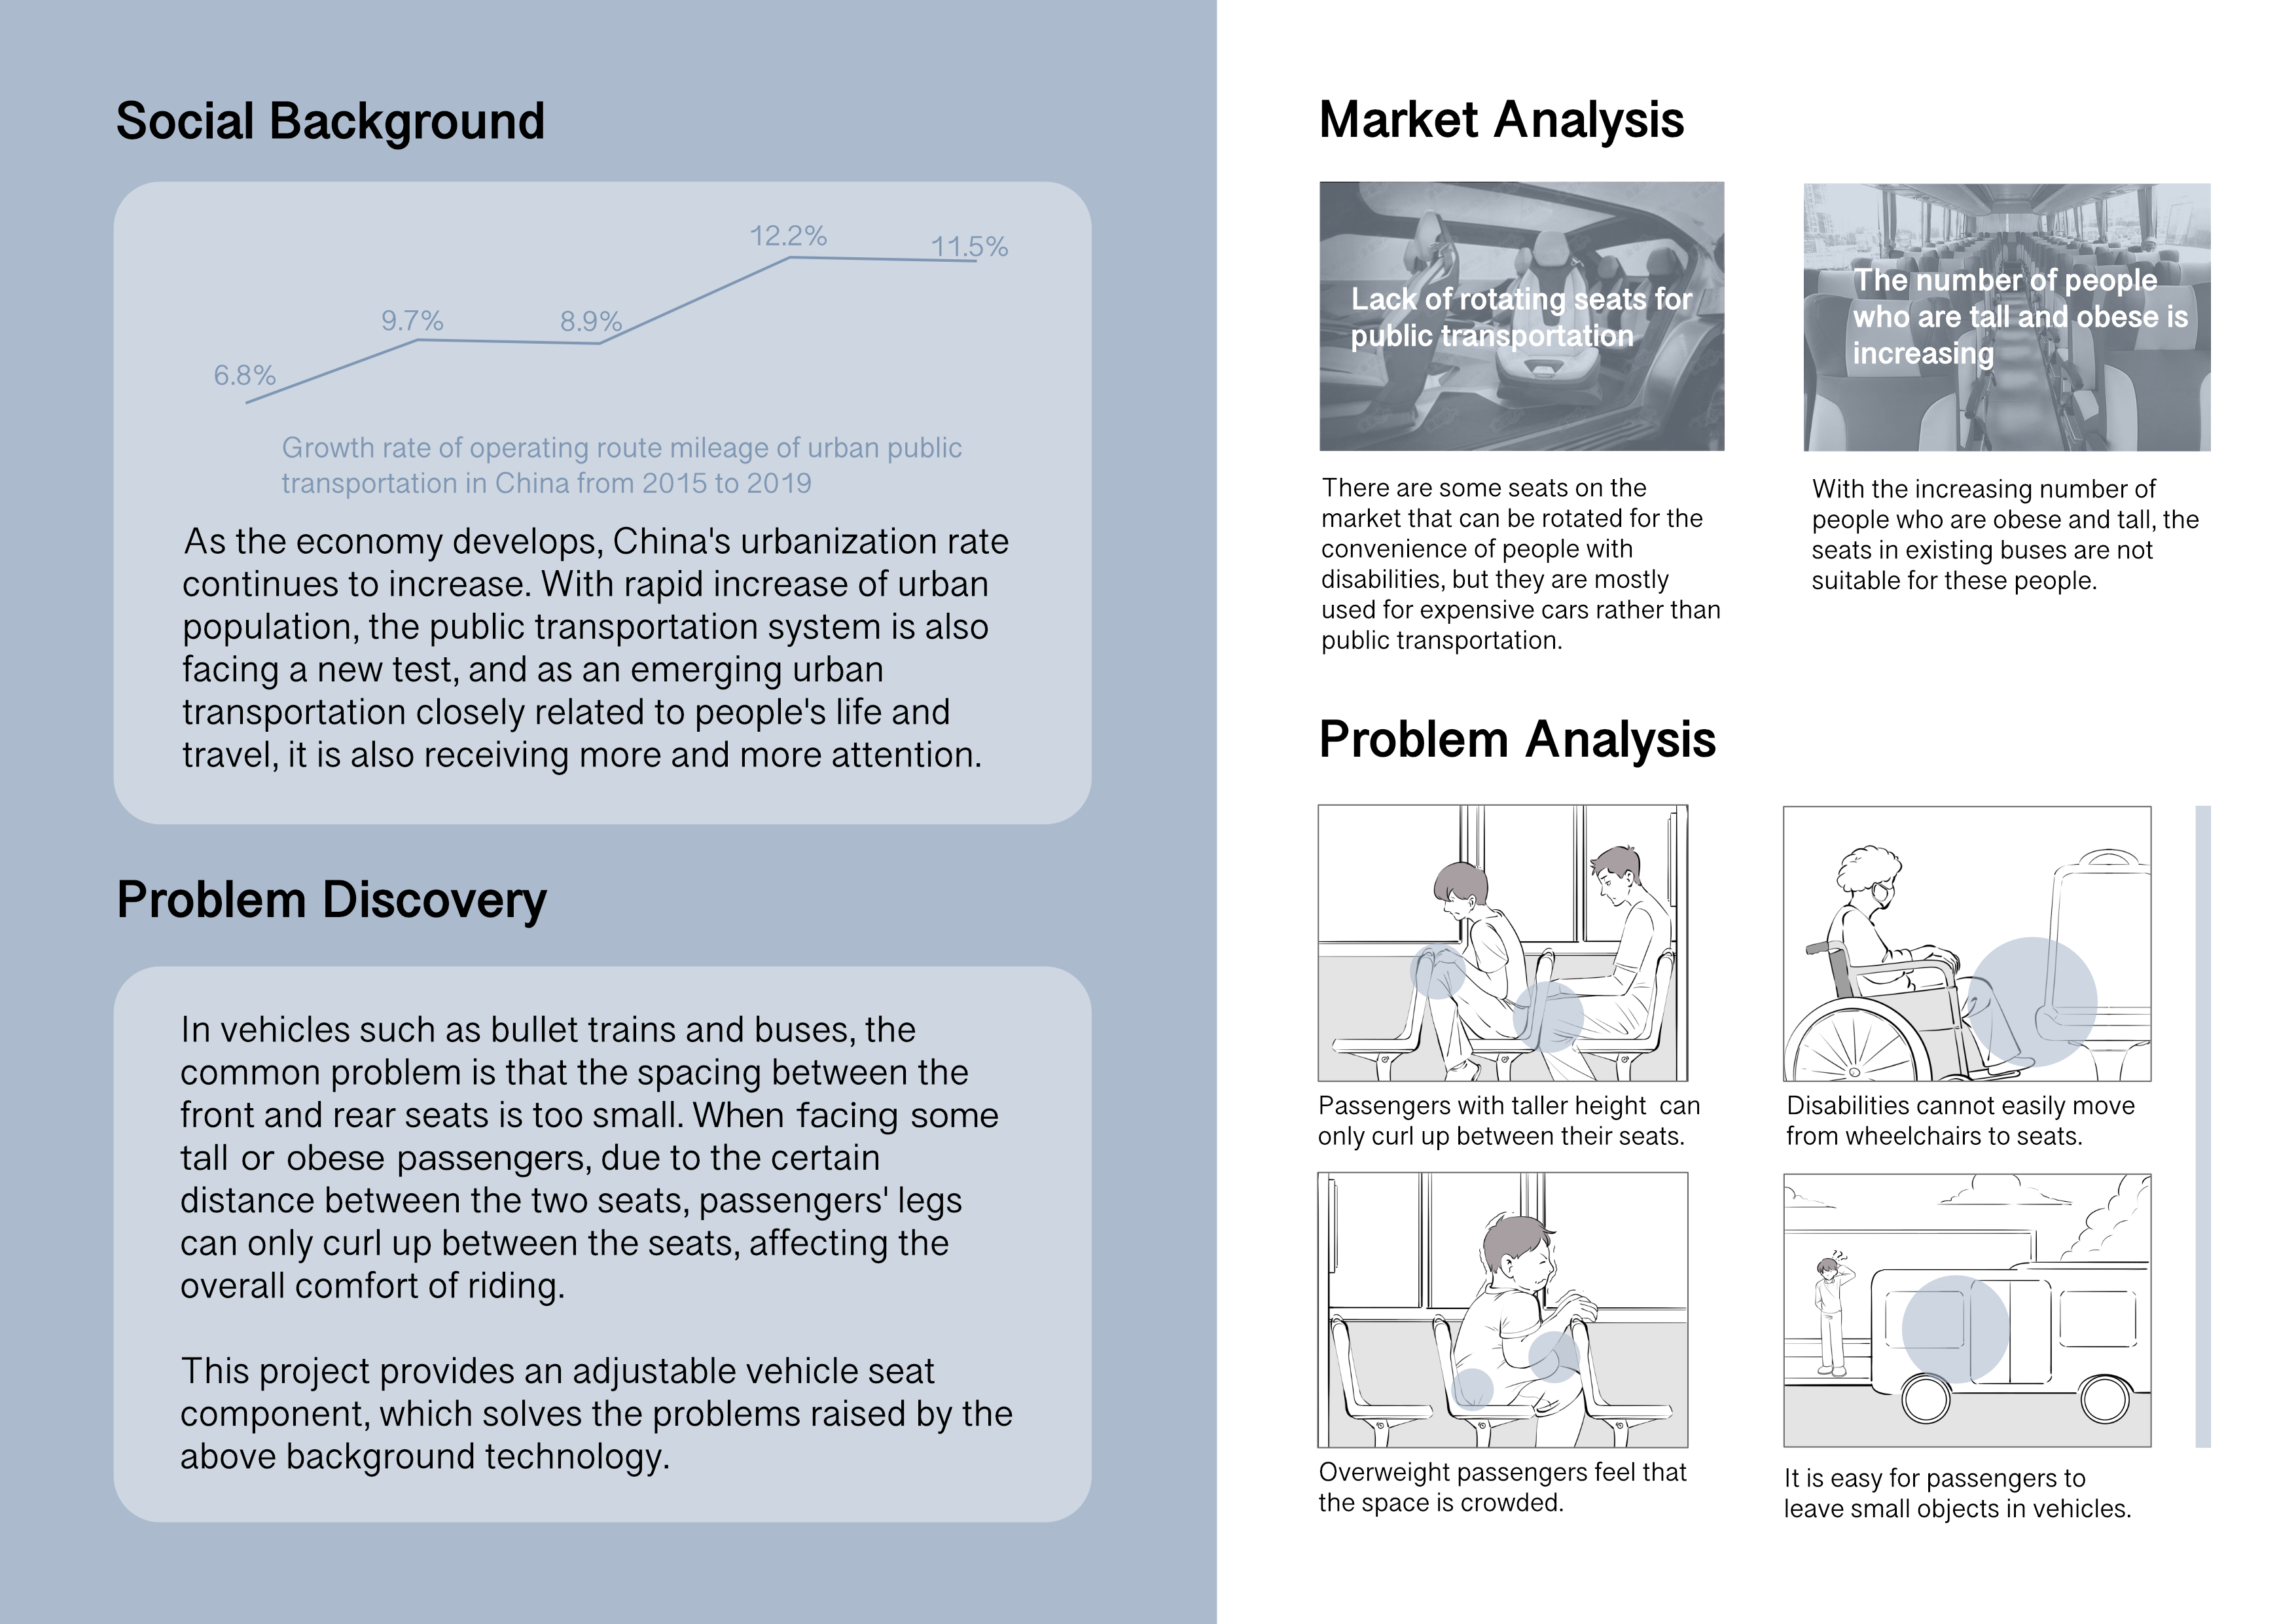 Social Background
12.2%
11.5%
9.7%
8.9%
6.8%
Growth rate of operating route mileage of urban public
transportation in China from 2015 to 2019
As the economy develops, China's urbanization rate
continues to increase. With rapid increase of urban
population, the public transportation system is also
facing a new test, and as an emerging urban
transportation closely related to people's life and
travel, it is also receiving more and more attention.
Problem Discovery
In vehicles such as bullet trains and buses, the
common problem is that the spacing between the
front and rear seats is too small. When facing some
tall or obese passengers, due to the certain
distance between the two seats, passengers' legs
can only curl up between the seats, affecting the
overall comfort of riding.
This project provides an adjustable vehicle seat
component, which solves the problems raised by the
above background technology.
Market Analysis
Lack of rotating seats for
public transportation
There are some seats on the
market that can be rotated for the
convenience of people with
disabilities, but they are mostly
used for expensive cars rather than
public transportation.
The number of people
who are tall and obese is
increasing
With the increasing number of
people who are obese and tall, the
seats in existing buses are not
suitable for these people.
Problem Analysis
Passengers with taller height can
only curl up between their seats.
Disabilities cannot easily move
from wheelchairs to seats.
???
Overweight passengers feel that
the space is crowded.
It is easy for passengers to
leave small objects in vehicles.